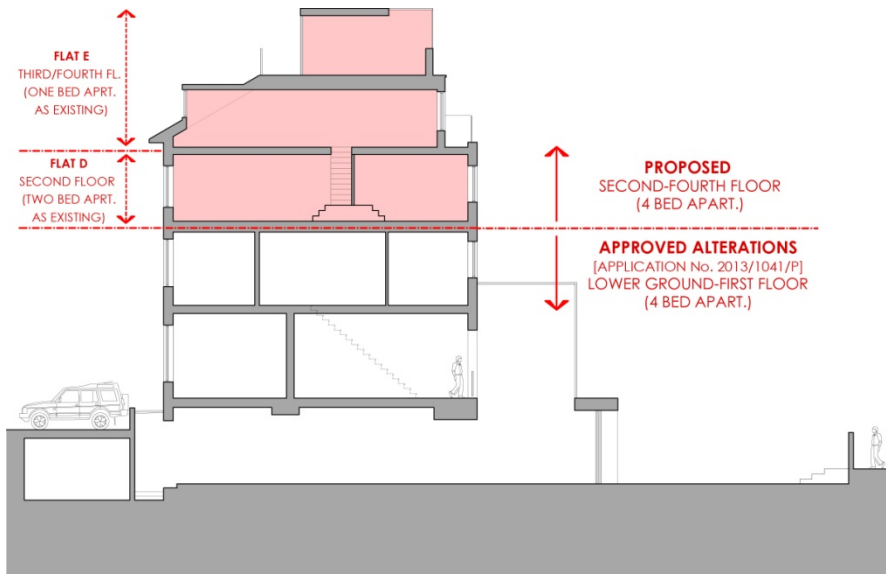 FLAT E
THIRD/FOURTH FL.
(ONE BED APRT.
AS EXISTING)
FLAT D
SECOND FLOOR
(TWO BED APRT.
AS EXISTING)
PROPOSED
SECOND-FOURTH FLOOR
(4 BED APART.)
APPROVED ALTERATIONS
[APPLICATION No. 2013/1041/P]
LOWER GROUND-FIRST FLOOR
(4 BED APART.)